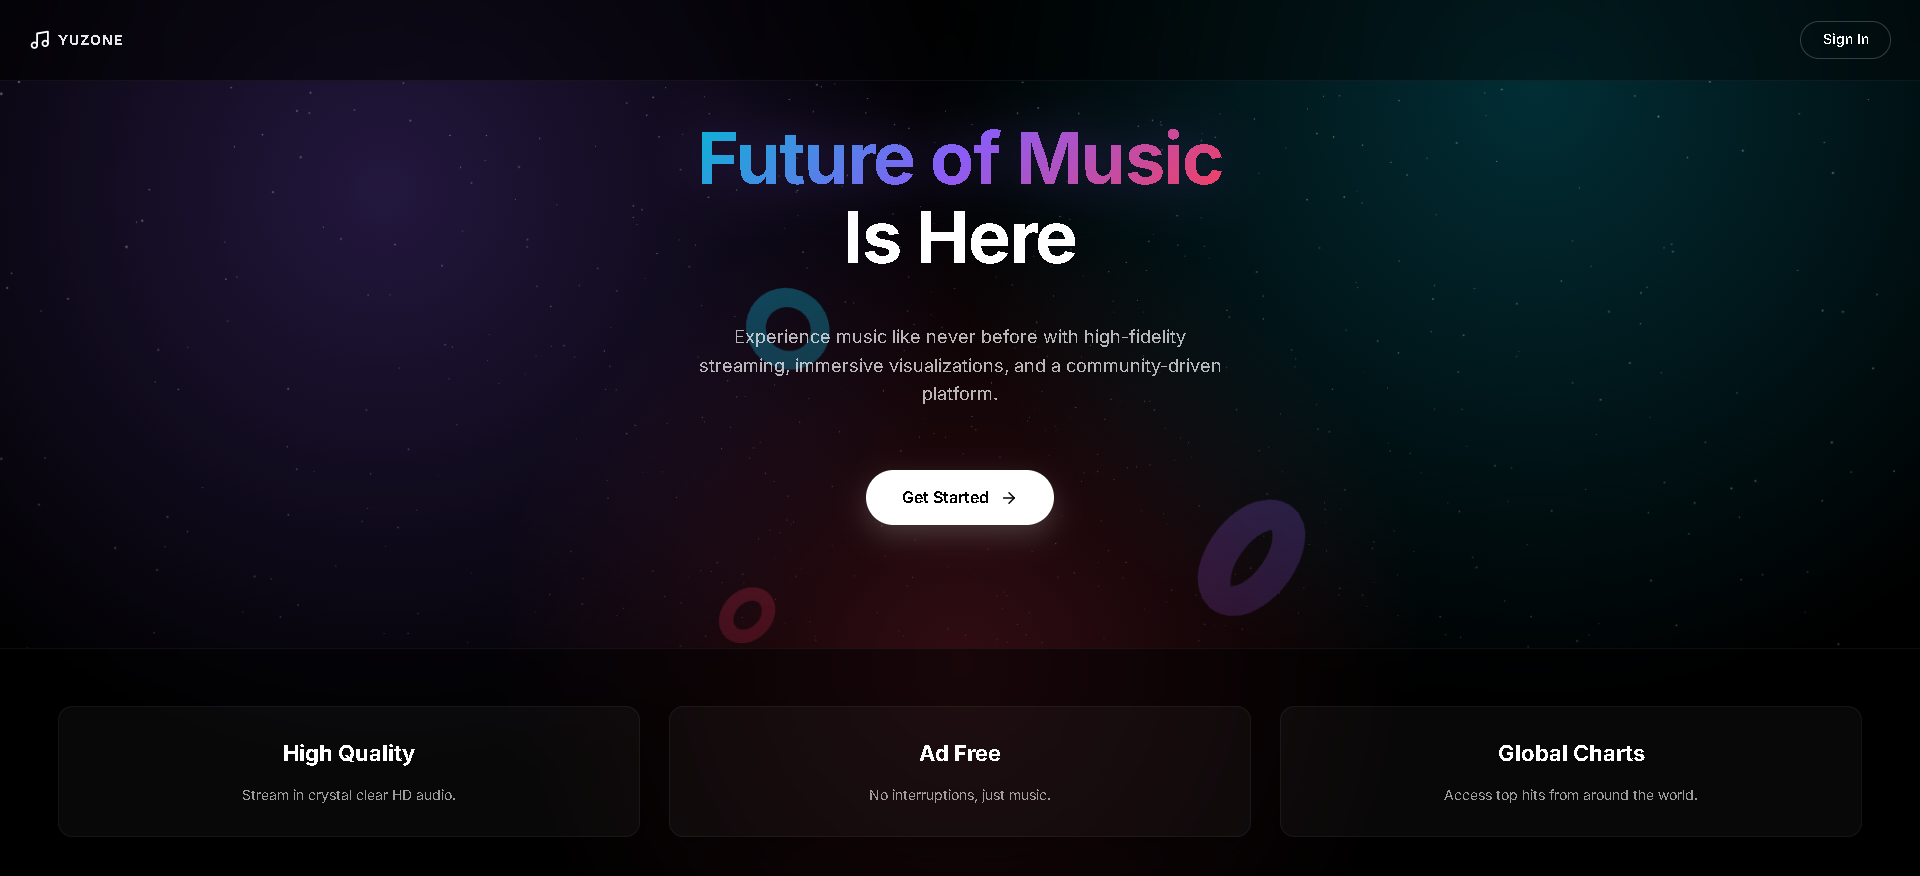 YUZONE
Sign In
Future of Music
Is Here
Experience music like never before with high-fidelity
streaming, immersive visualizations, and a community-driven
platform.
Get Started
High Quality
Stream in crystal clear HD audio.
Ad Free
No interruptions, just music.
Global Charts
Access top hits from around the world.